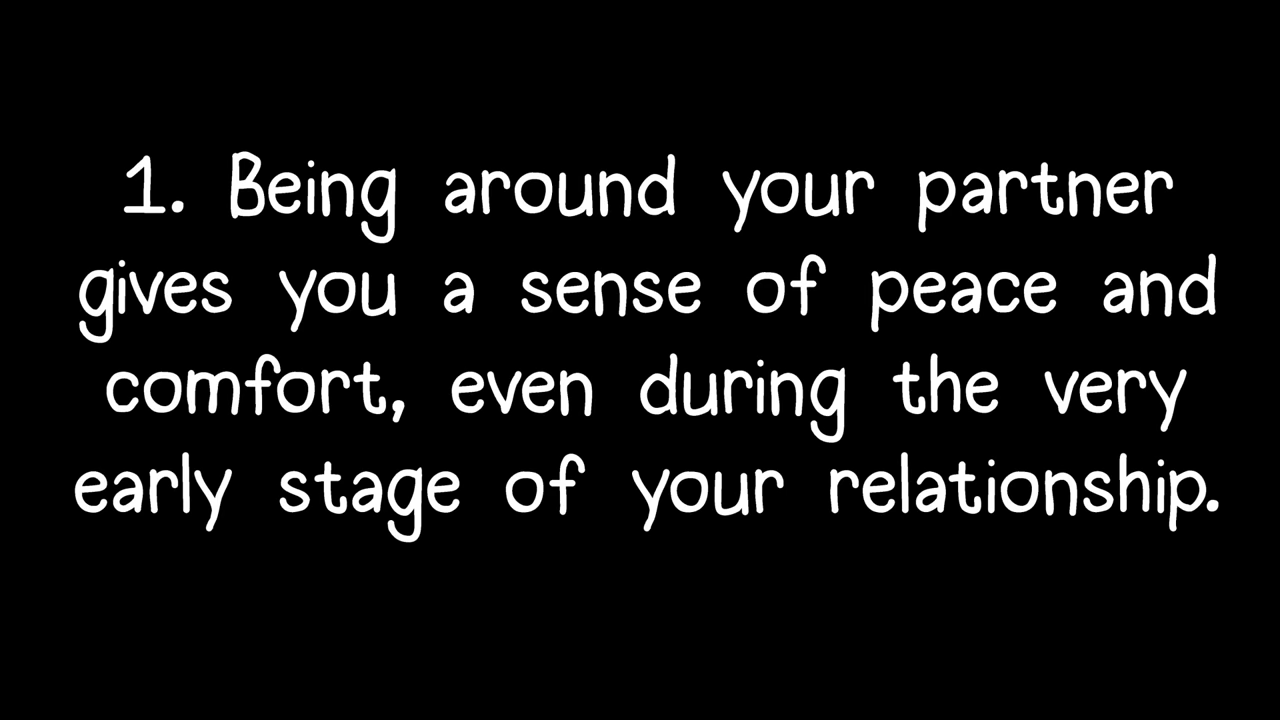 1. Being around your partner
gives you a sense of peace and
comfort, even during the very
early stage of your relationship.